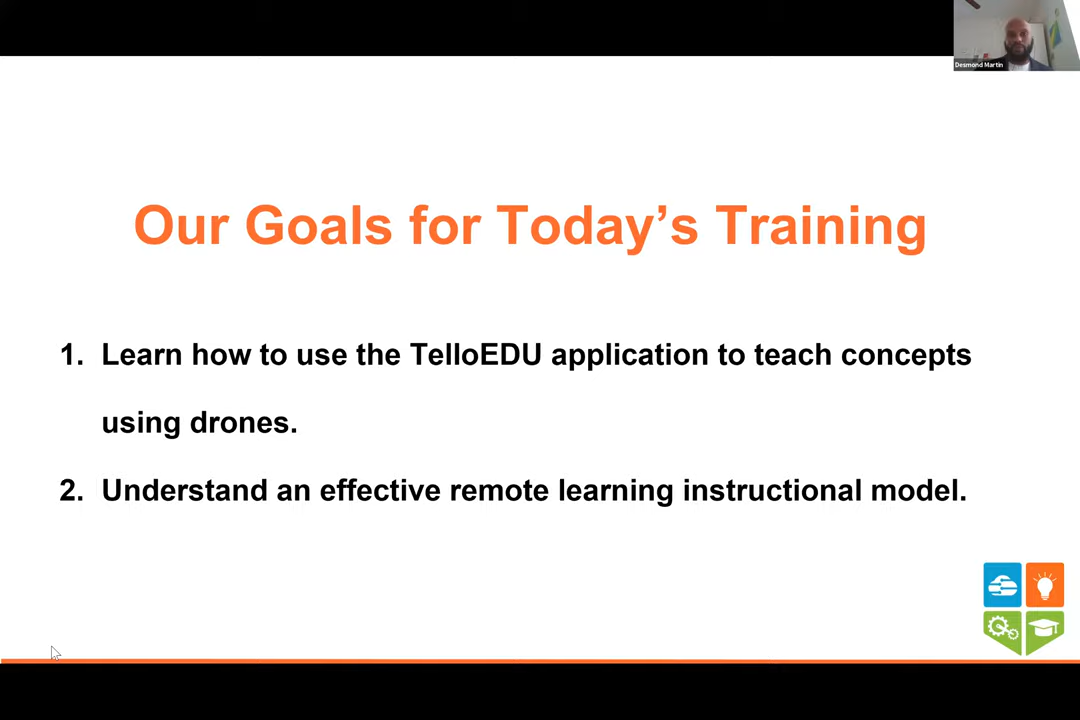 Desmond Martin
Our Goals for Today’s Training
1. Learn how to use the TelloEDU application to teach concepts
using drones.
2. Understand an effective remote learning instructional model.